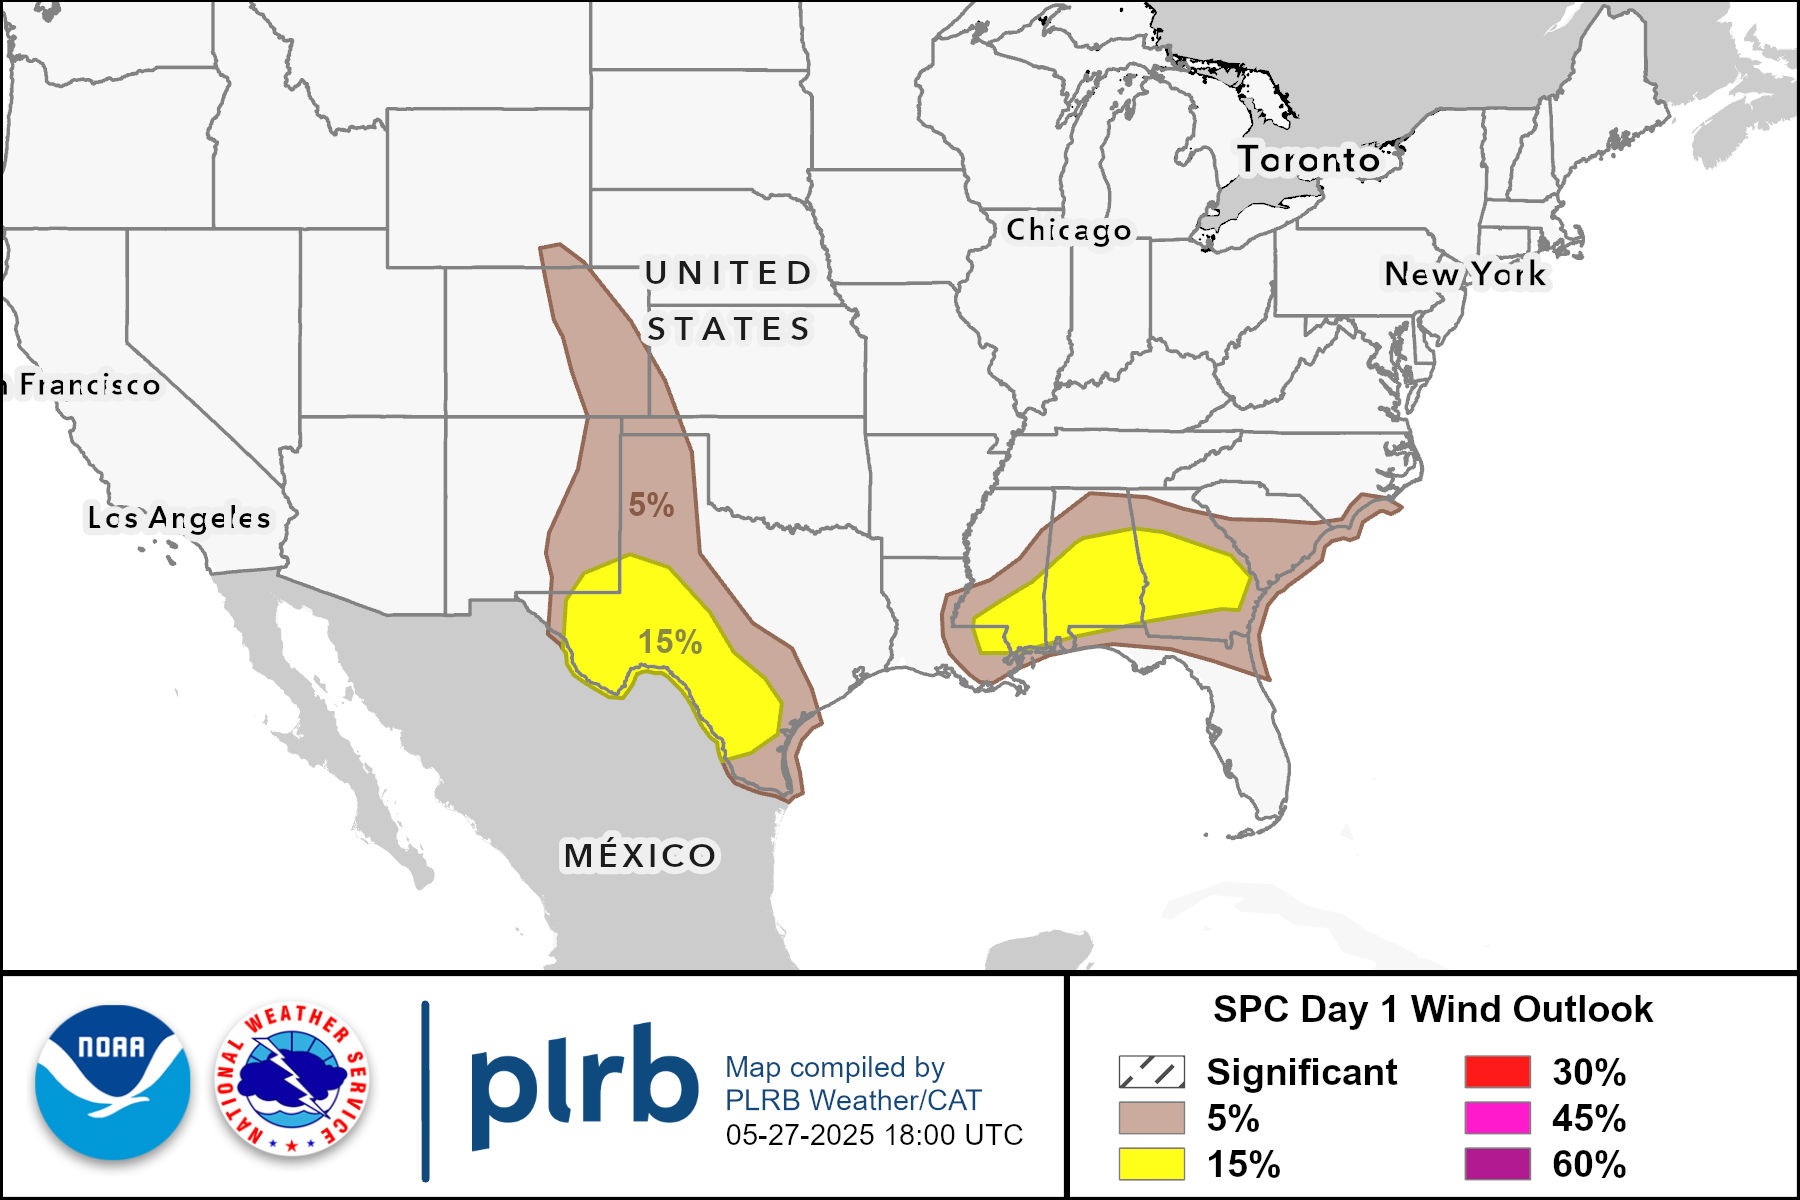 Toronto
Chicago
UNITED
New York
STATES
n Francisco
5%
Los Angeles
15%
MÉXICO
NOAA
NATIONAL WEATHER SERVICE
plrb
Map compiled by
PLRB Weather/CAT
05-27-2025 18:00 UTC
SPC Day 1 Wind Outlook
Significant
5%
15%
30%
45%
60%